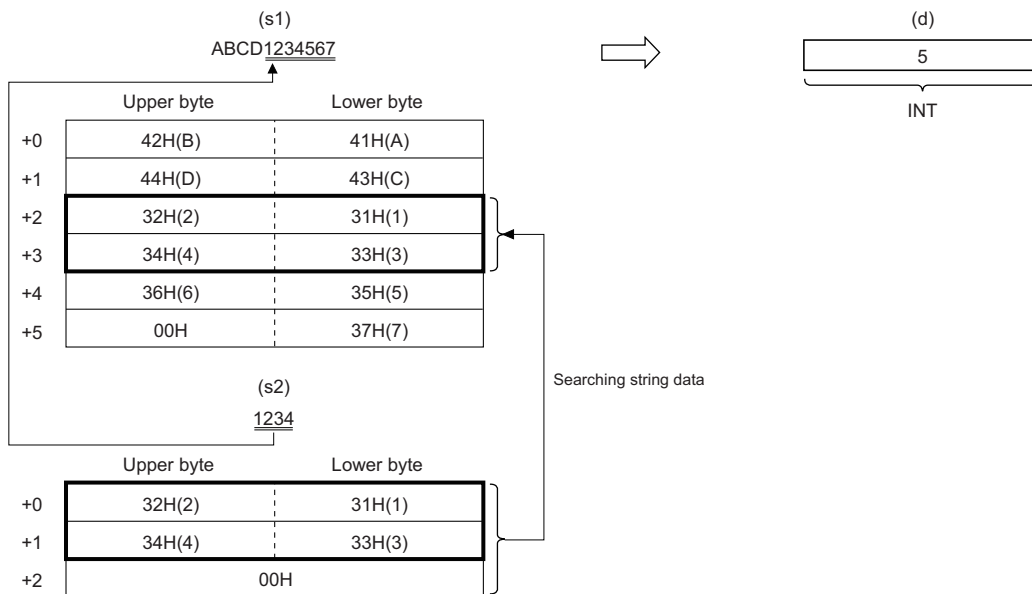 (s1)
(d)
ABCD1234567
5
INT
Upper byte Lower byte
+0 42H(B) 41H(A)
+1 44H(D) 43H(C)
+2 32H(2) 31H(1)
+3 34H(4) 33H(3)
+4 36H(6) 35H(5)
+5 00H 37H(7)
Searching string data
(s2)
1234
Upper byte Lower byte
+0 32H(2) 31H(1)
+1 34H(4) 33H(3)
+2 00H